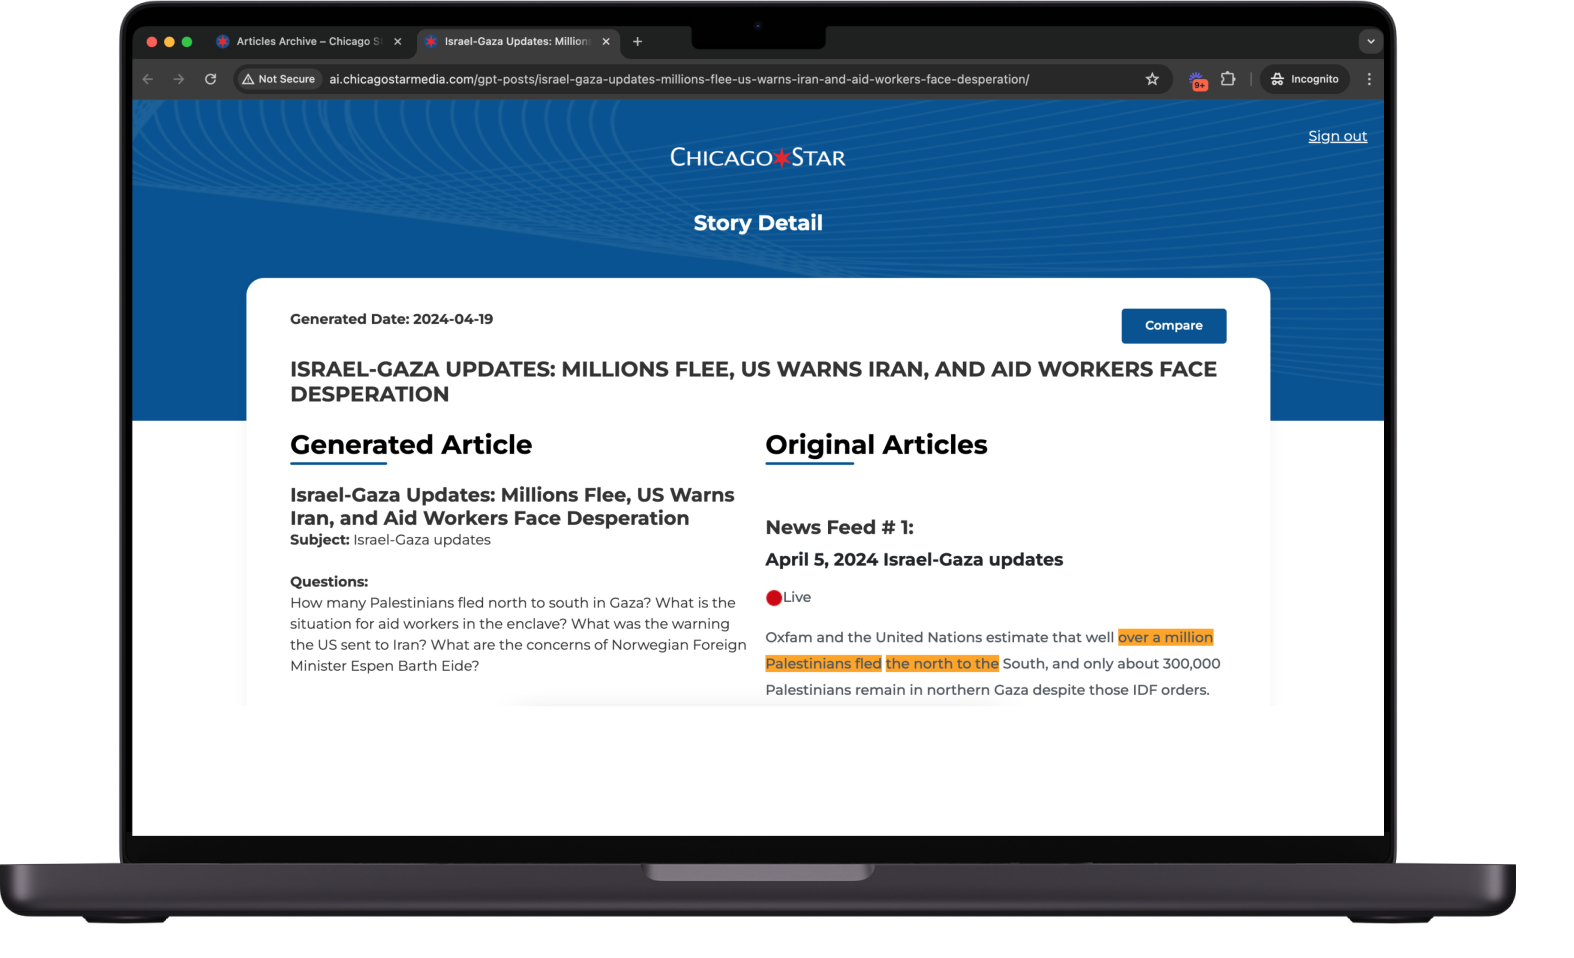 Articles Archive – Chicago S
Israel-Gaza Updates: Million
Not Secure
ai.chicagostarmedia.com/gpt-posts/israel-gaza-updates-millions-flee-us-warns-iran-and-aid-workers-face-desperation/
9+
Incognito
Sign out
CHICAGO STAR
Story Detail
Generated Date: 2024-04-19
Compare
ISRAEL-GAZA UPDATES: MILLIONS FLEE, US WARNS IRAN, AND AID WORKERS FACE
DESPERATION
Generated Article
Israel-Gaza Updates: Millions Flee, US Warns
Iran, and Aid Workers Face Desperation
Subject: Israel-Gaza updates
Questions:
How many Palestinians fled north to south in Gaza? What is the
situation for aid workers in the enclave? What was the warning
the US sent to Iran? What are the concerns of Norwegian Foreign
Minister Espen Barth Eide?
Original Articles
News Feed # 1:
April 5, 2024 Israel-Gaza updates
Live
Oxfam and the United Nations estimate that well over a million
Palestinians fled the north to the South, and only about 300,000
Palestinians remain in northern Gaza despite those IDF orders.